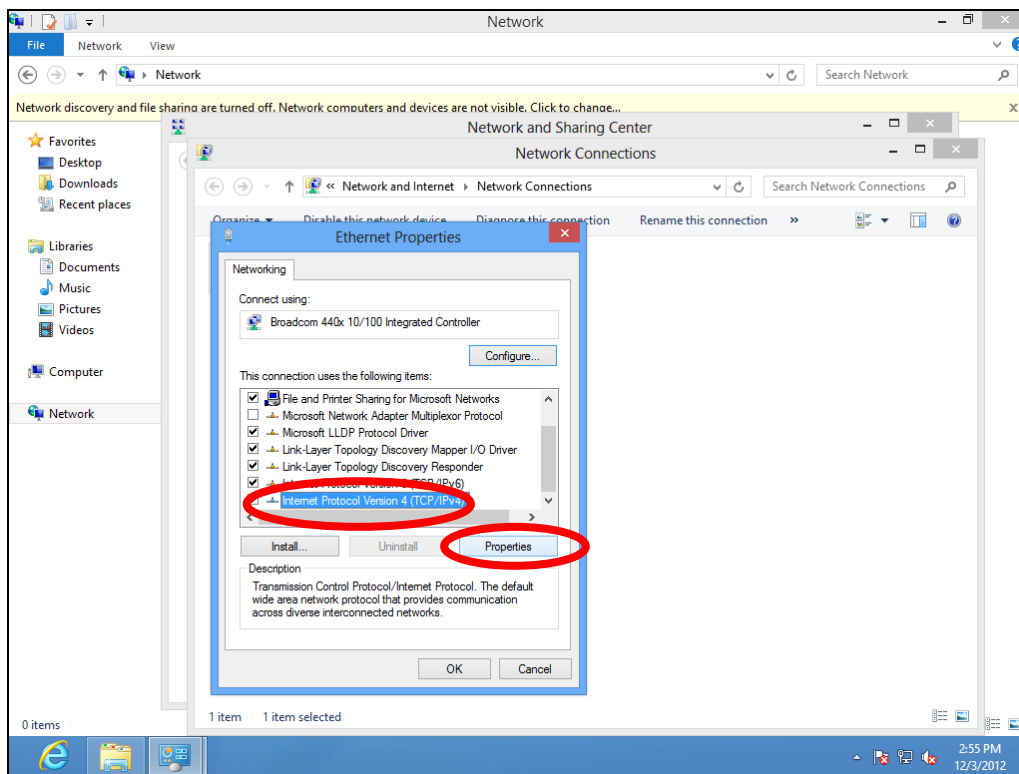 Network
File Network View
Network
Search Network
Network discovery and file sharing are turned off. Network computers and devices are not visible. Click to change...
Favorites
Desktop
Downloads
Recent places
Libraries
Documents
Music
Pictures
Videos
Computer
Network
0 items
Network and Sharing Center
Network Connections
« Network and Internet Network Connections
Search Network Connections
Organize Disable this network device Diagnose this connection Rename this connection »
Ethernet Properties
Networking
Connect using:
Broadcom 440x 10/100 Integrated Controller
Configure...
This connection uses the following items:
File and Printer Sharing for Microsoft Networks
Microsoft Network Adapter Multiplexor Protocol
Microsoft LLDP Protocol Driver
Link-Layer Topology Discovery Mapper I/O Driver
Link-Layer Topology Discovery Responder
Internet Protocol Version 6 (TCP/IPv6)
Internet Protocol Version 4 (TCP/IPv4)
Install... Uninstall Properties
Description
Transmission Control Protocol/Internet Protocol. The default
wide area network protocol that provides communication
across diverse interconnected networks.
OK Cancel
1 item 1 item selected
2:55 PM
12/3/2012